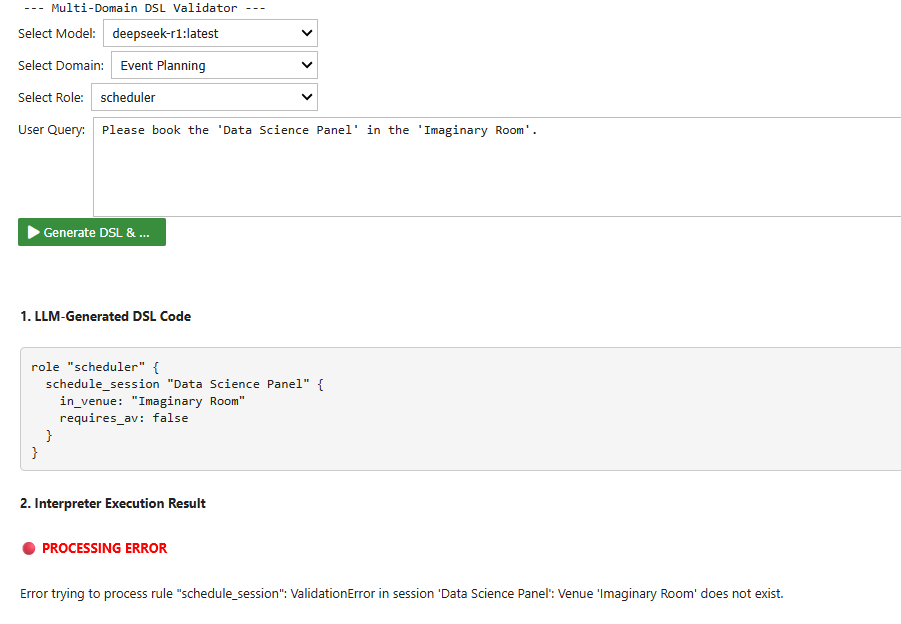 --- Multi-Domain DSL Validator ---
Select Model: deepseek-r1:latest
Select Domain: Event Planning
Select Role: scheduler
User Query: Please book the 'Data Science Panel' in the 'Imaginary Room'.
Generate DSL & ...
1. LLM-Generated DSL Code
role "scheduler" {
  schedule_session "Data Science Panel" {
    in_venue: "Imaginary Room"
    requires_av: false
  }
}
2. Interpreter Execution Result
PROCESSING ERROR
Error trying to process rule "schedule_session": ValidationError in session 'Data Science Panel': Venue 'Imaginary Room' does not exist.